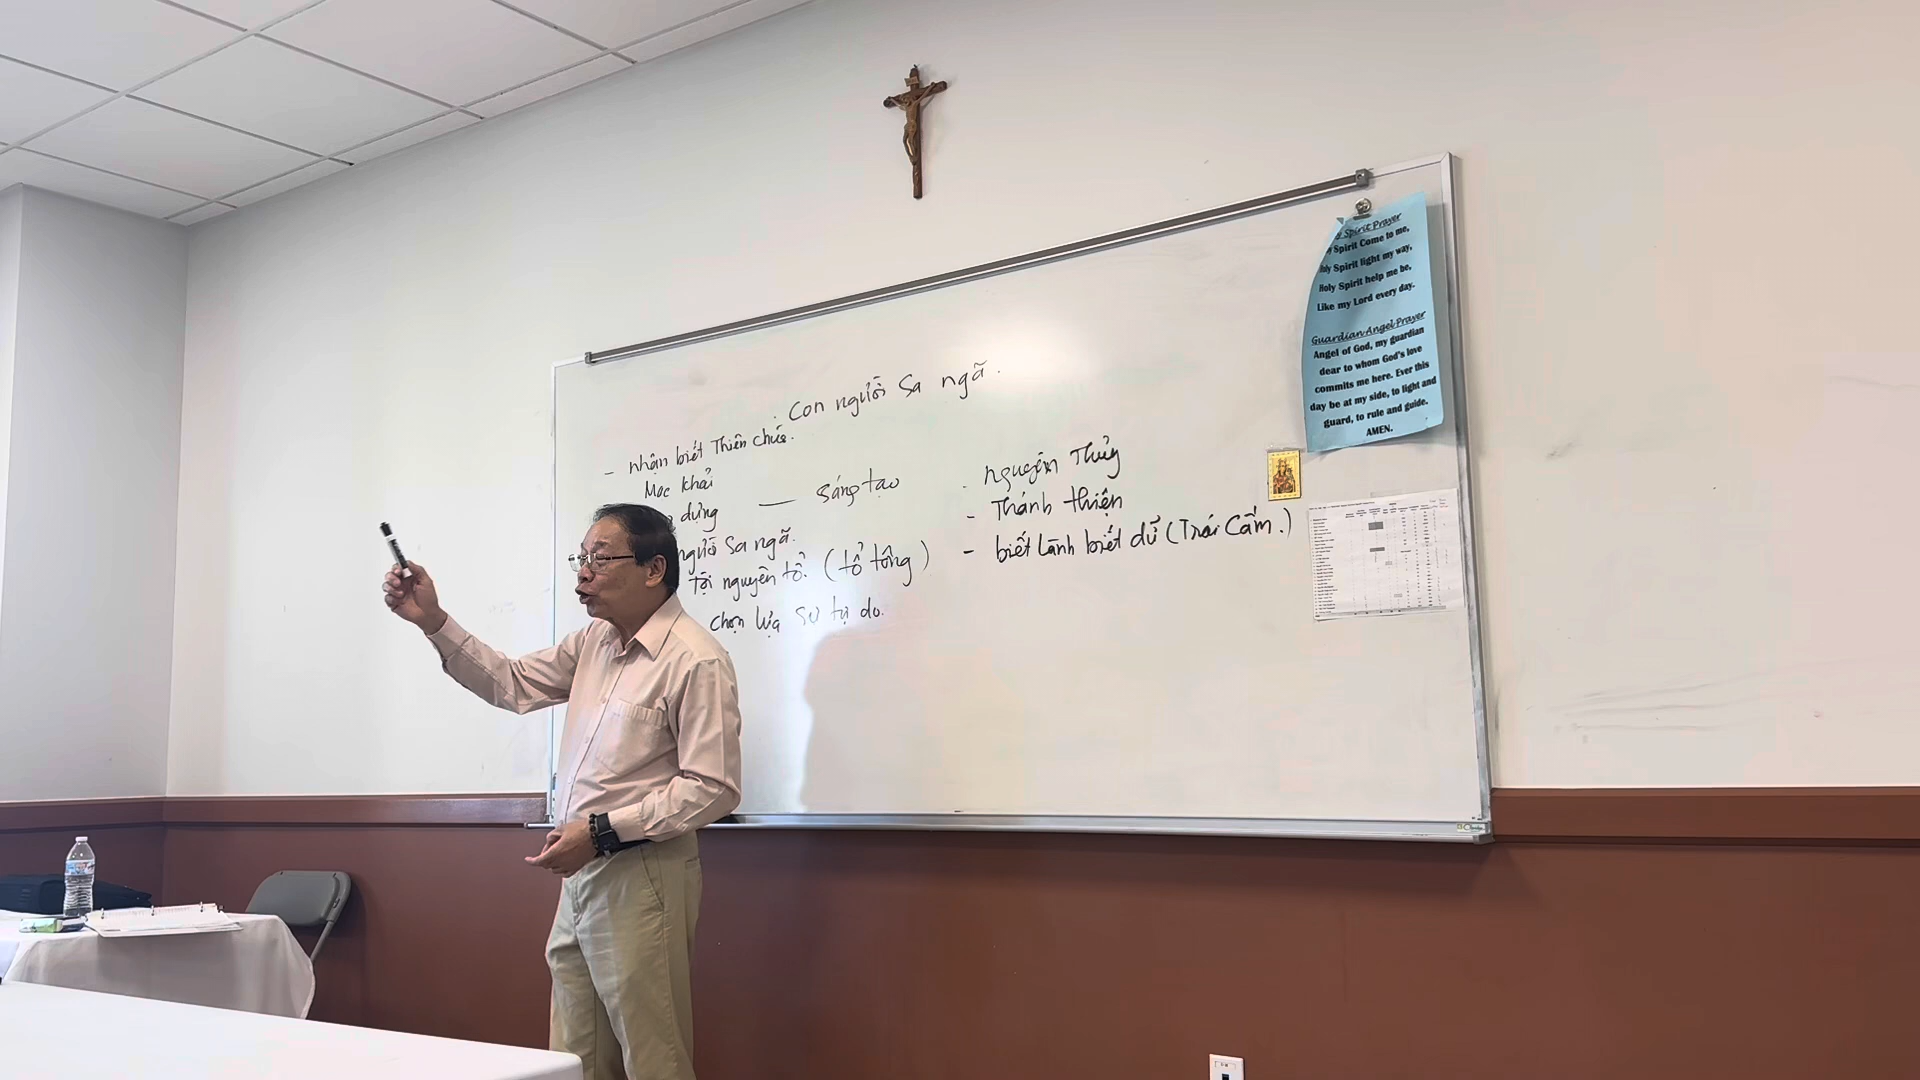 Con người Sa ngã.
- nhận biết Thiên chúa.
Mạc Khải
dựng — sáng tạo
người Sa ngã.
Tội nguyên tổ. (tổ tông)
chọn lựa sự tự do.
- nguyên Thủy
- Thánh thiện
- biết lành biết dữ (Trái Cấm.)
Spirit Prayer
Spirit Come to me,
Holy Spirit light my way,
Holy Spirit help me be,
Like my Lord every day.
Guardian Angel Prayer
Angel of God, my guardian
dear to whom God's love
commits me here. Ever this
day be at my side, to light and
guard, to rule and guide.
AMEN.